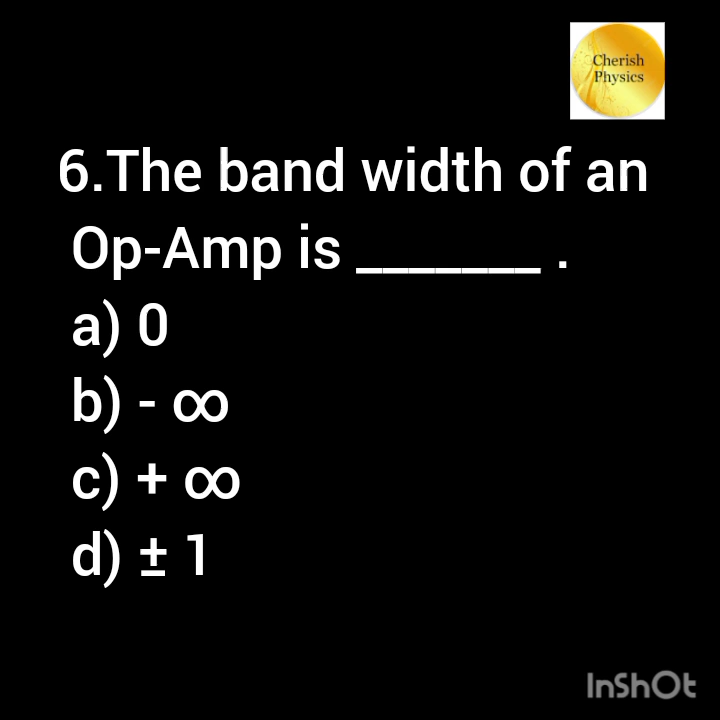 Cherish
Physics
6.The band width of an
Op-Amp is _______ .
a) 0
b) - ∞
c) + ∞
d) ± 1
InShOt